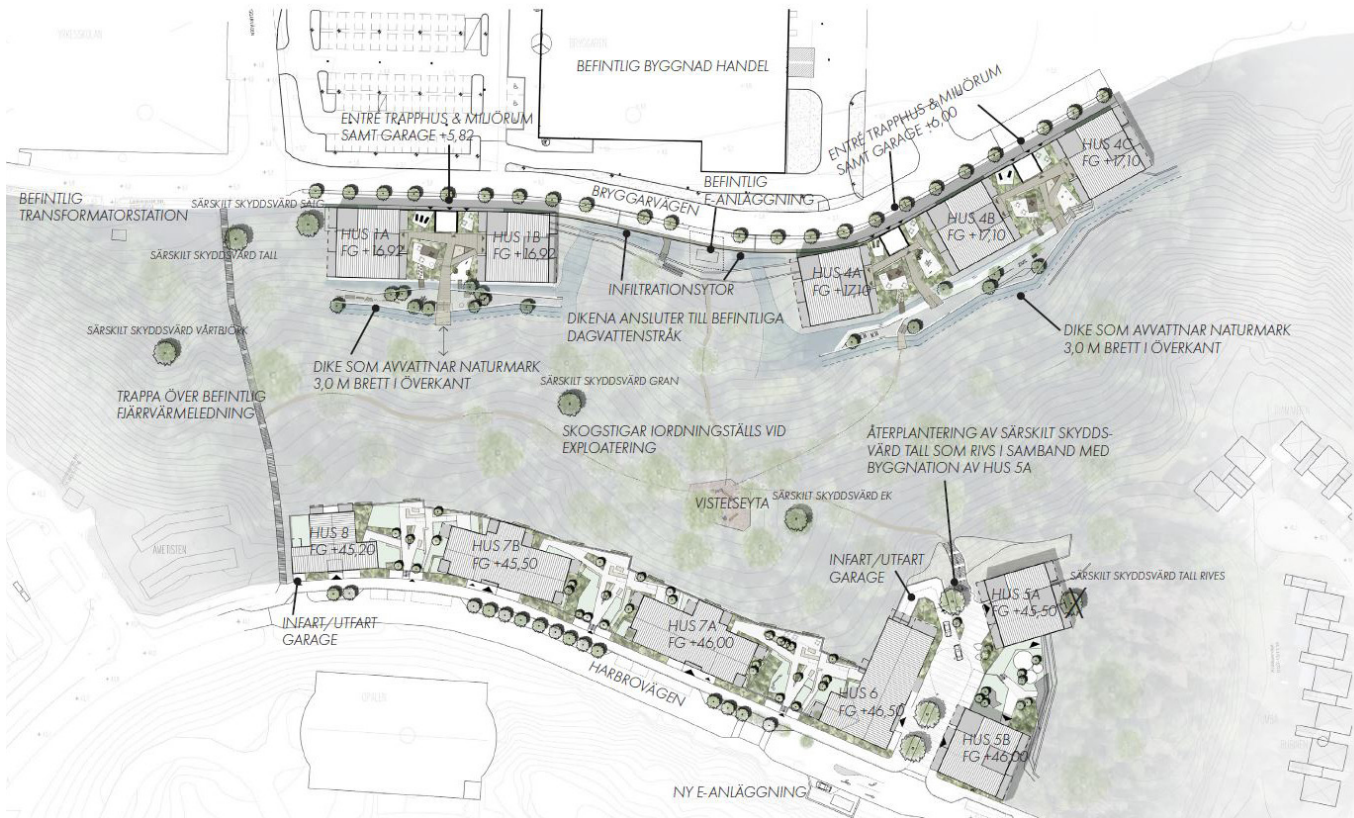 YRKESSKOLAN
BRYGGAREN
BEFINTLIG BYGGNAD HANDEL
ENTRÉ TRAPPHUS & MILJÖRUM
SAMT GARAGE +5,82
ENTRÉ TRAPPHUS & MILJÖRUM
SAMT GARAGE +6,00
HUS 4C
FG +17,10
BEFINTLIG
TRANSFORMATORSTATION
SÄRSKILT SKYDDSVÄRD SALG
BRYGGARVÄGEN
BEFINTLIG
E-ANLÄGGNING
HUS 4B
FG +17,10
SÄRSKILT SKYDDSVÄRD TALL
HUS 1A
FG +16,92
HUS 1B
FG +16,92
HUS 4A
FG +17,10
INFILTRATIONSYTOR
DIKENA ANSLUTER TILL BEFINTLIGA
DAGVATTENSTRÅK
SÄRSKILT SKYDDSVÄRD VÅRTBJÖRK
DIKE SOM AVVATTNAR NATURMARK
3,0 M BRETT I ÖVERKANT
DIKE SOM AVVATTNAR NATURMARK
3,0 M BRETT I ÖVERKANT
TRAPPA ÖVER BEFINTLIG
FJÄRRVÄRMELEDNING
SÄRSKILT SKYDDSVÄRD GRAN
SKOGSTIGAR IORDNINGSTÄLLS VID
EXPLOATERING
ÅTERPLANTERING AV SÄRSKILT SKYDDS-
VÄRD TALL SOM RIVS I SAMBAND MED
BYGGNATION AV HUS 5A
VISTELSEYTA
SÄRSKILT SKYDDSVÄRD EK
AMETISTEN
HUS 8
FG +45,20
HUS 7B
FG +45,50
INFART/UTFART
GARAGE
HUS 5A
FG +45,50
SÄRSKILT SKYDDSVÄRD TALL RIVES
INFART/UTFART
GARAGE
HUS 7A
FG +46,00
HARBROVÄGEN
HUS 6
FG +46,50
OPALEN
HUS 5B
FG +46,00
NY E-ANLÄGGNING